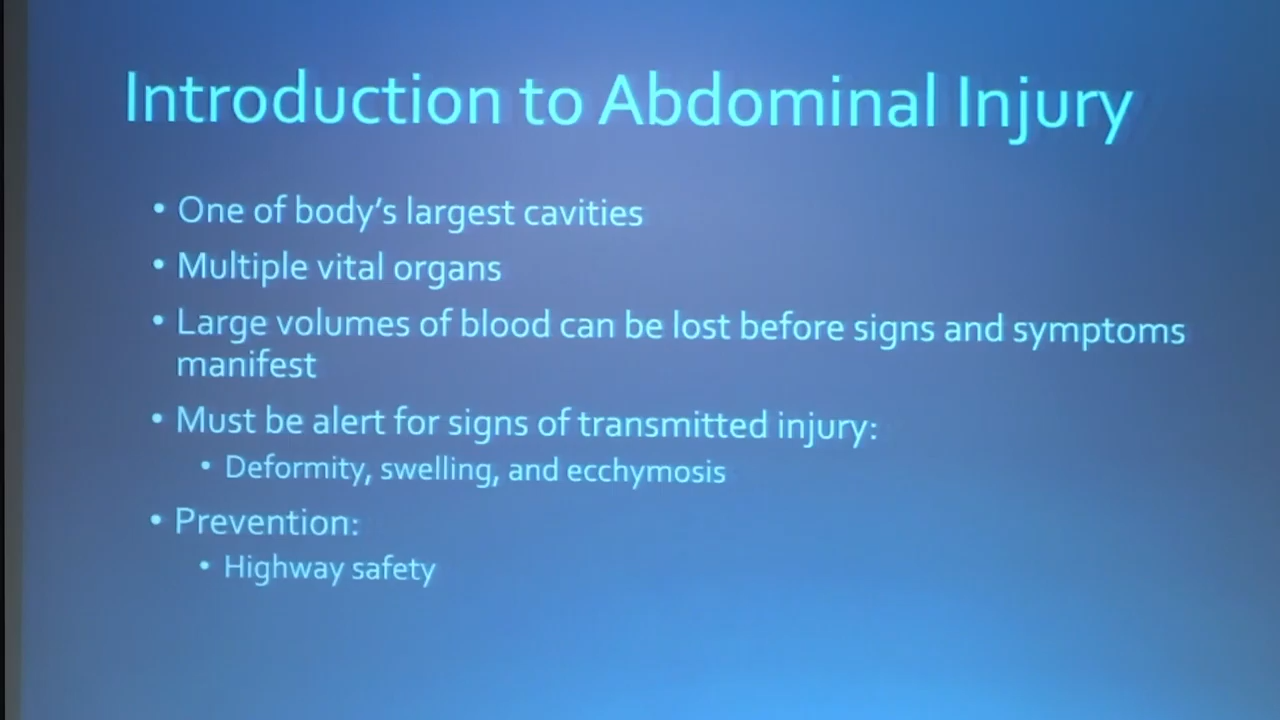 Introduction to Abdominal Injury
• One of body's largest cavities
• Multiple vital organs
• Large volumes of blood can be lost before signs and symptoms
manifest
• Must be alert for signs of transmitted injury:
• Deformity, swelling, and ecchymosis
• Prevention:
• Highway safety